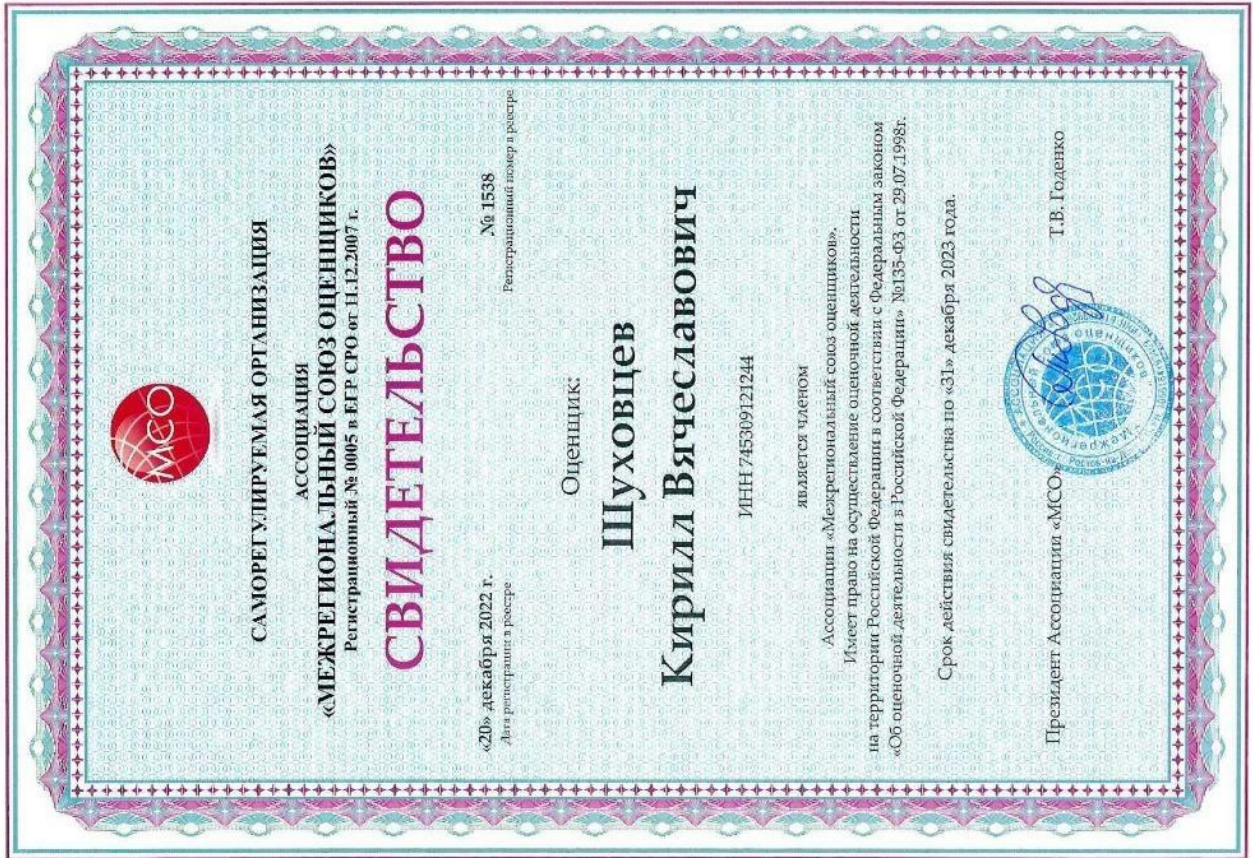 МСО
САМОРЕГУЛИРУЕМАЯ ОРГАНИЗАЦИЯ
АССОЦИАЦИЯ
«МЕЖРЕГИОНАЛЬНЫЙ СОЮЗ ОЦЕНЩИКОВ»
Регистрационный № 0005 в ЕГР СРО от 11.12.2007 г.
СВИДЕТЕЛЬСТВО
«20» декабря 2022 г. № 1538
Дата регистрации в реестре Регистрационный номер в реестре
Оценщик:
Шуховцев
Кирилл Вячеславович
ИНН 745309121244
является членом
Ассоциации «Межрегиональный союз оценщиков».
Имеет право на осуществление оценочной деятельности
на территории Российской Федерации в соответствии с Федеральным законом
«Об оценочной деятельности в Российской Федерации» №135-ФЗ от 29.07.1998г.
Срок действия свидетельства по «31» декабря 2023 года.
Президент Ассоциации «МСО» Т.В. Годенко